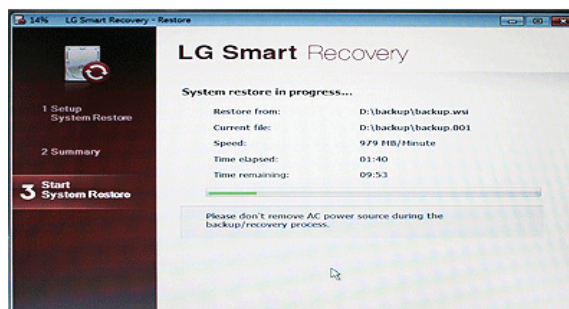 14% LG Smart Recovery - Restore
LG Smart Recovery
System restore in progress...
1 Setup
System Restore
2 Summary
3 Start
System Restore
Restore from: D:\backup\backup.wsi
Current file: D:\backup\backup.001
Speed: 979 MB/Minute
Time elapsed: 01:40
Time remaining: 09:53
Please don't remove AC power source during the
backup/recovery process.